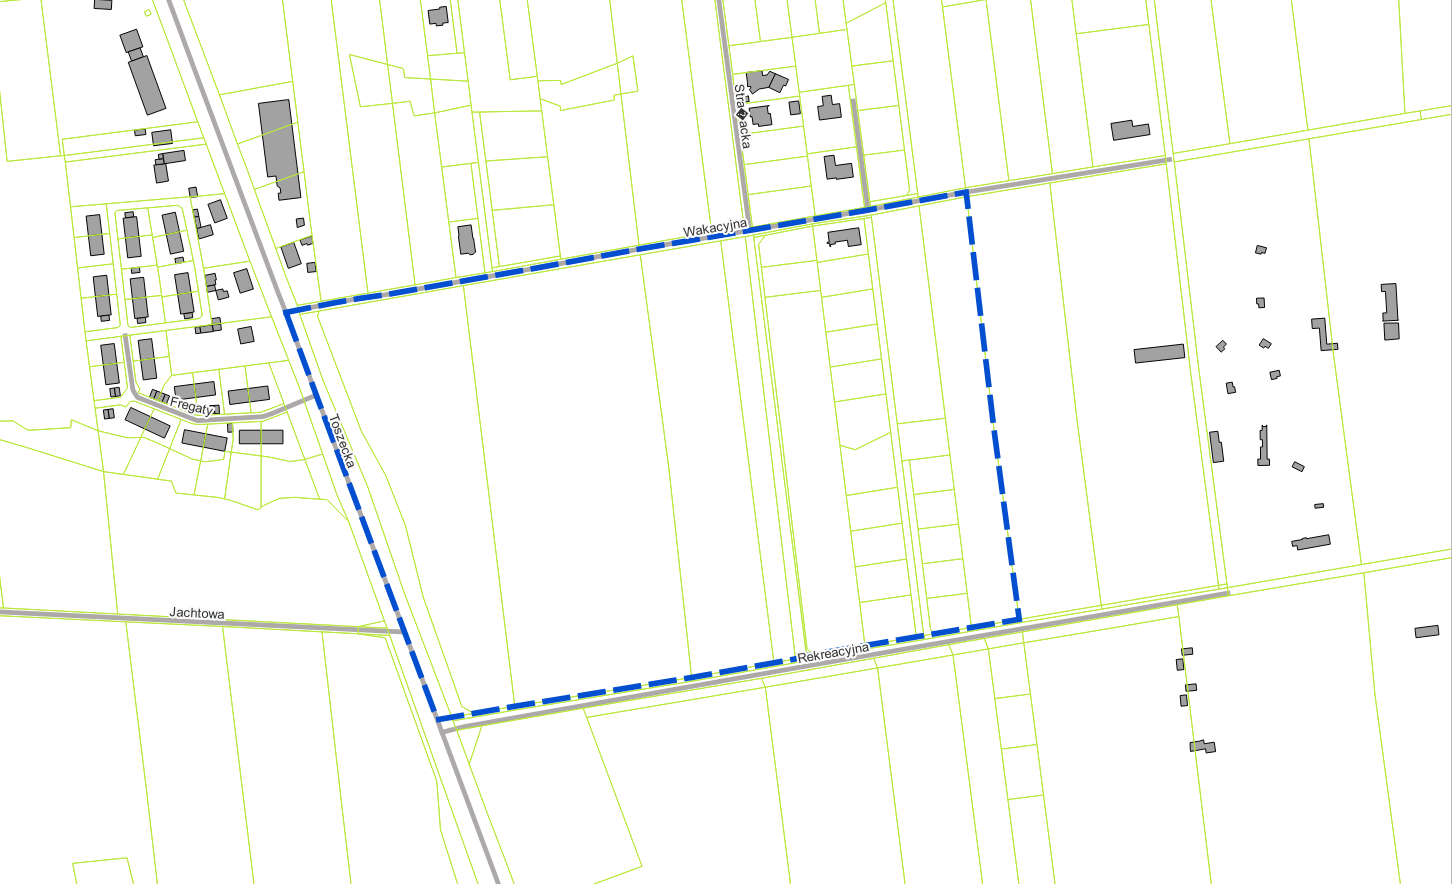 Strażacka
Wakacyjna
Fregaty
Toszecka
Jachtowa
Rekreacyjna